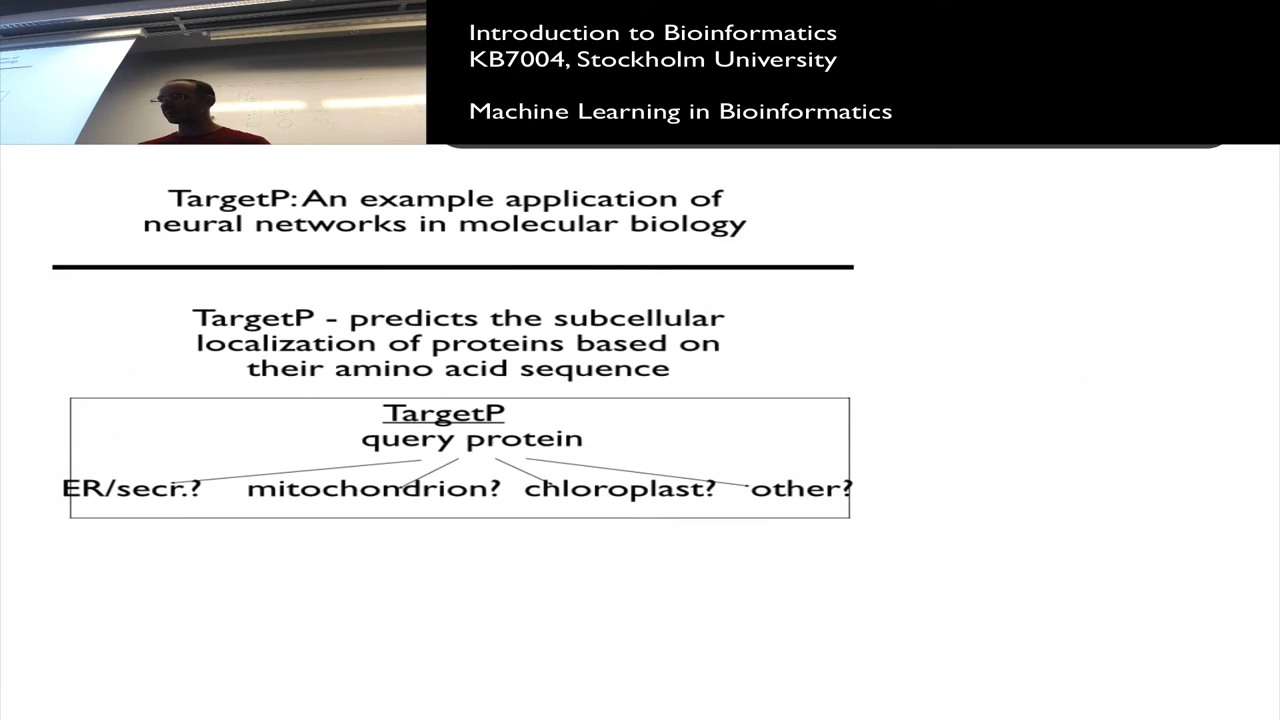 Introduction to Bioinformatics
KB7004, Stockholm University
Machine Learning in Bioinformatics
TargetP: An example application of
neural networks in molecular biology
TargetP - predicts the subcellular
localization of proteins based on
their amino acid sequence
TargetP
query protein
ER/secr.? mitochondrion? chloroplast? other?